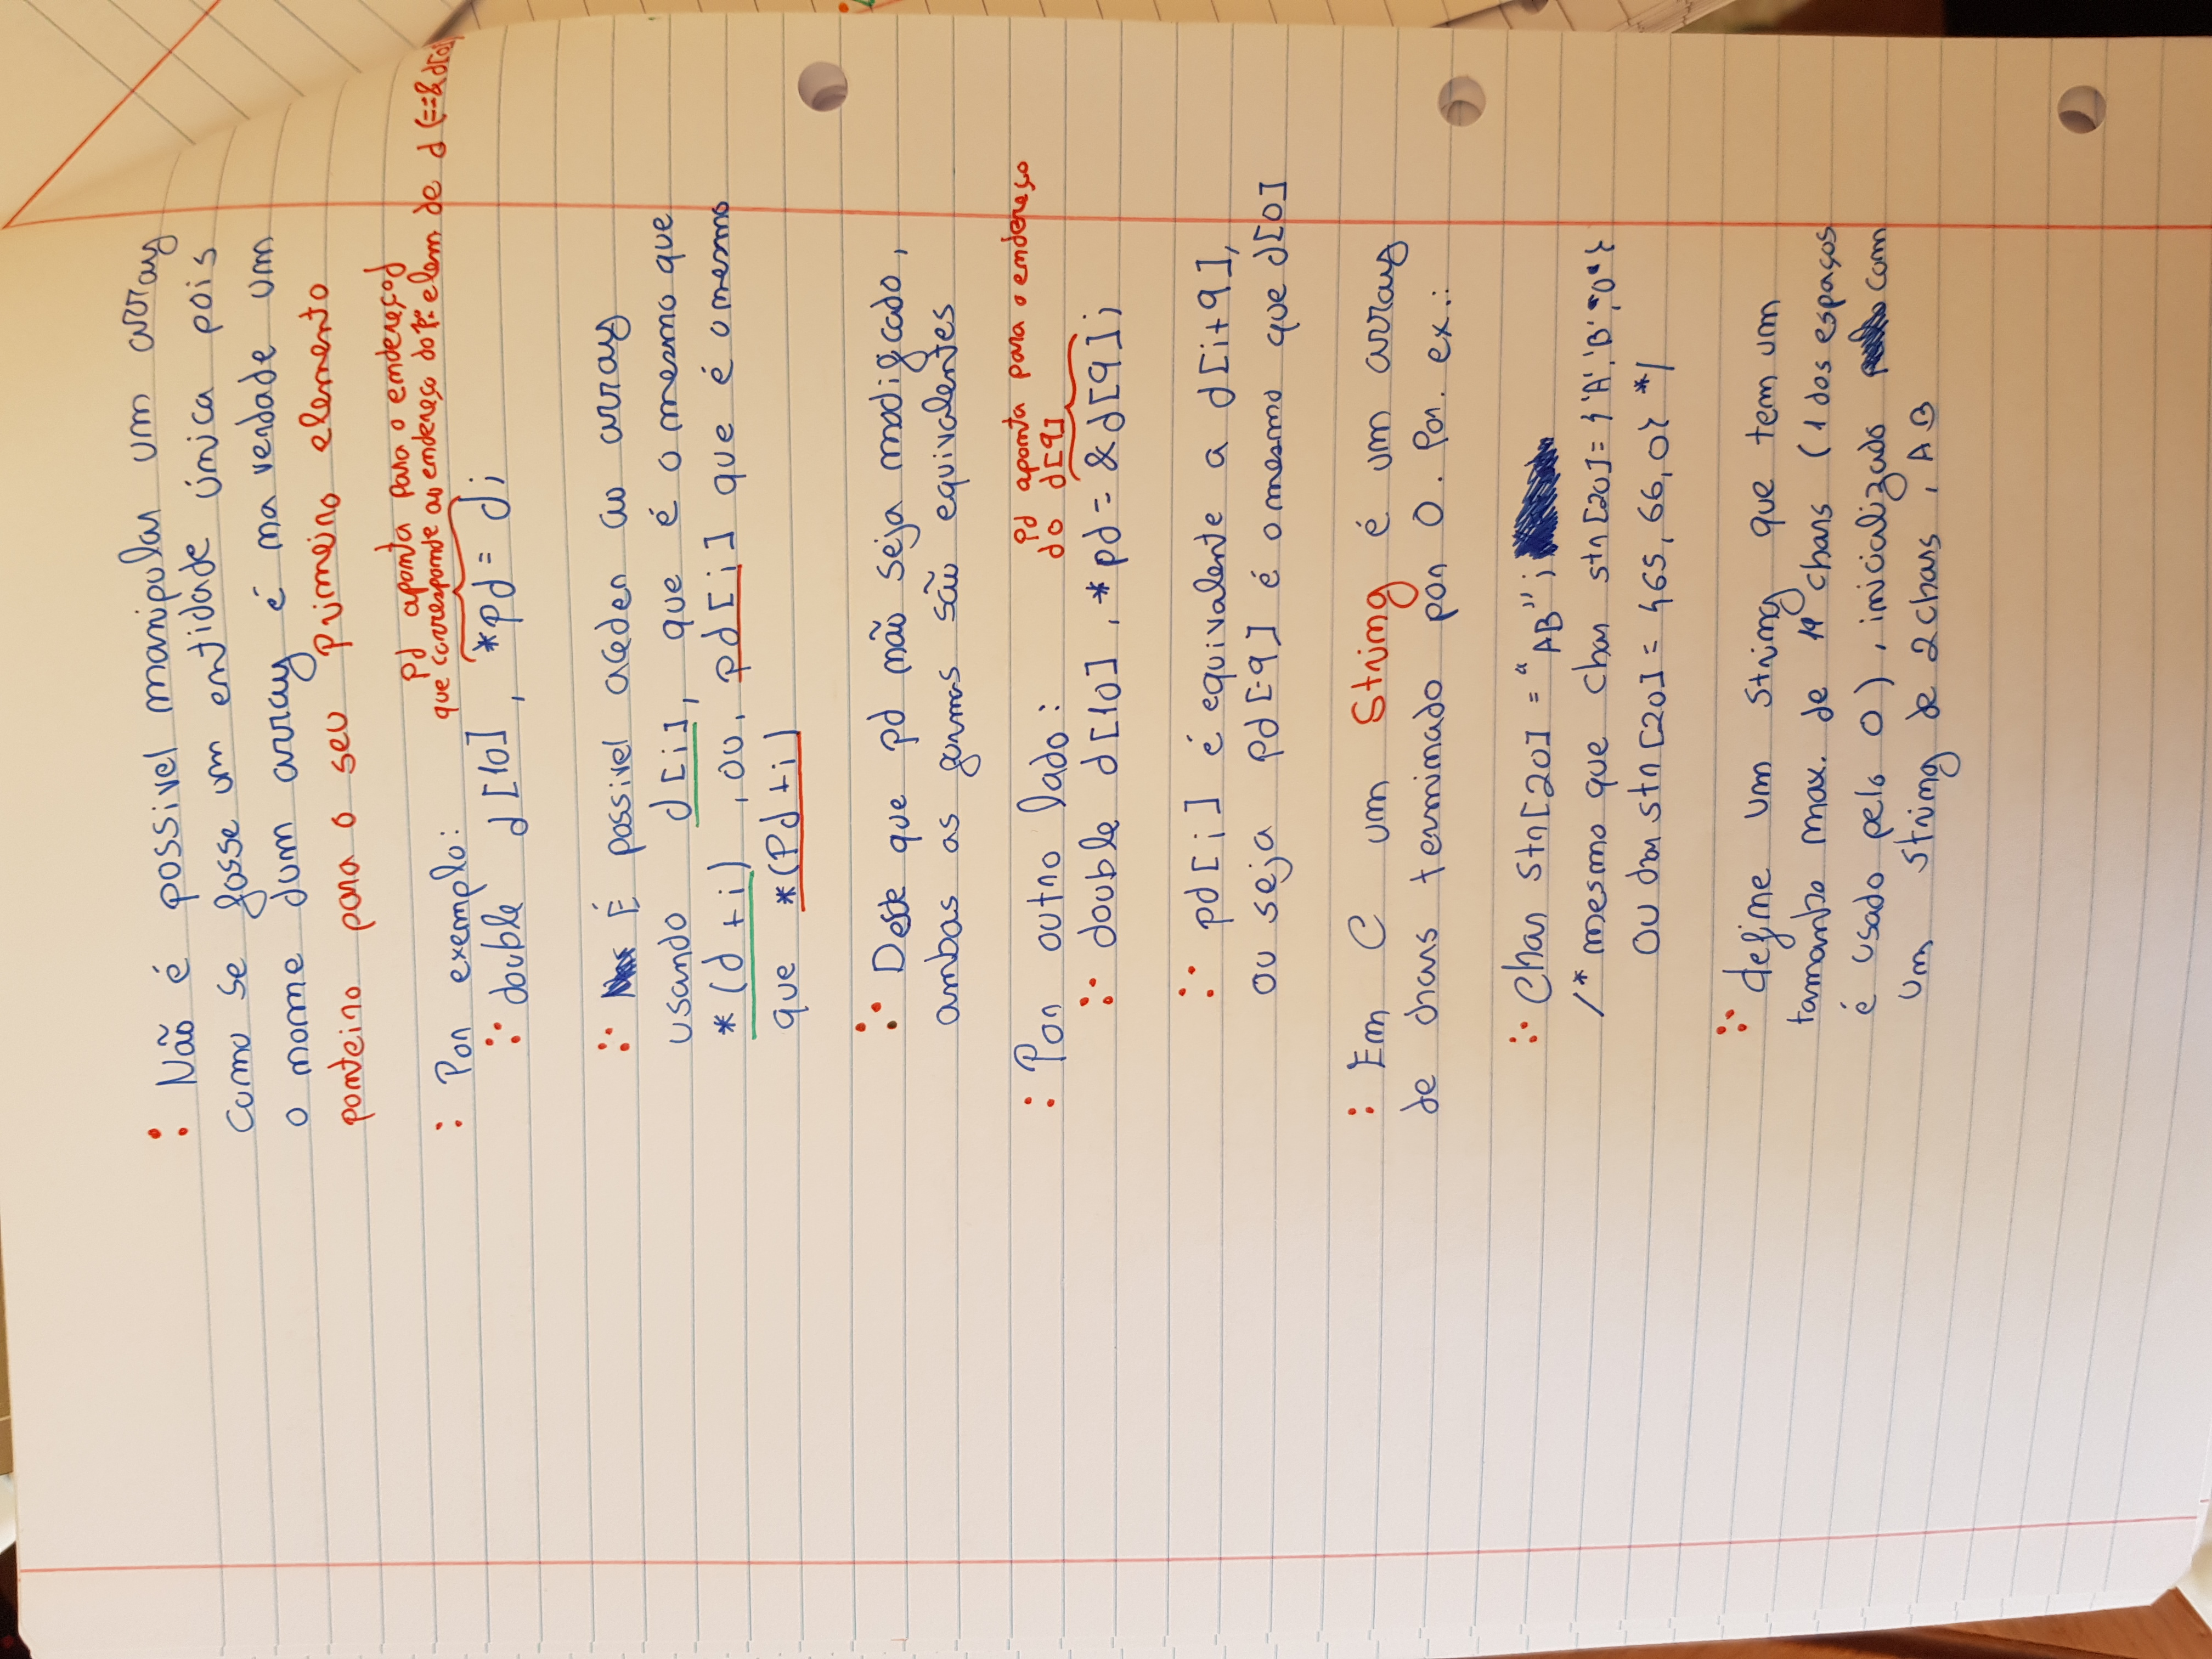 : Não é possivel manipular um array
como se fosse um entidade única pois
o nome dum array é na verdade um
ponteiro para o seu primeiro elemento
pd aponta para o endereço d
que corresponde ao endereço do 1º elem de d (==&d[0])
: Por exemplo:
double d[10], *pd = d;
É possivel aceder ao array
usando d[i], que é o mesmo que
*(d+i), ou, pd[i] que é o mesmo
que *(Pd+i)
Deste que pd não seja modificado,
ambas as formas são equivalentes
pd aponta para o endereço
do d[9]
: Por outro lado:
double d[10], *pd = &d[9];
pd[i] é equivalente a d[i+9],
ou seja pd[-9] é o mesmo que d[0]
: Em C um String é um array
de chars terminado por 0. Por. ex.:
Char str[20] = "AB";
/* mesmo que char str[20]= {'A','B','0'}
ou char str[20] = {65, 66, 0} */
define um string que tem um
tamanho max. de 19 chars (1 dos espaços
é usado pelo 0), inicializado com
um string de 2 chars, AB